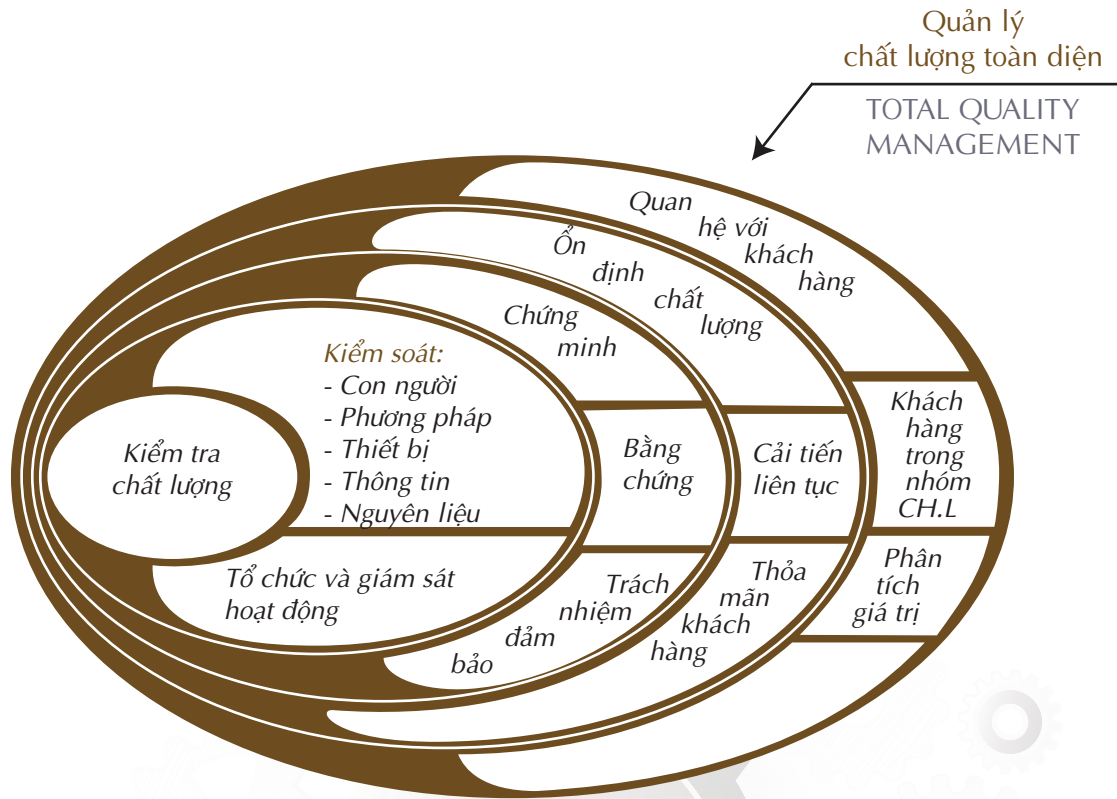 Quản lý
chất lượng toàn diện
TOTAL QUALITY
MANAGEMENT
Quan
hệ với
khách
hàng
Ổn
định
chất
lượng
Chứng
minh
Kiểm soát:
- Con người
- Phương pháp
- Thiết bị
- Thông tin
- Nguyên liệu
Kiểm tra
chất lượng
Bằng
chứng
Cải tiến
liên tục
Khách
hàng
trong
nhóm
CH.L
Tổ chức và giám sát
hoạt động
Trách
nhiệm
đảm
bảo
Thỏa
mãn
khách
hàng
Phân
tích
giá trị